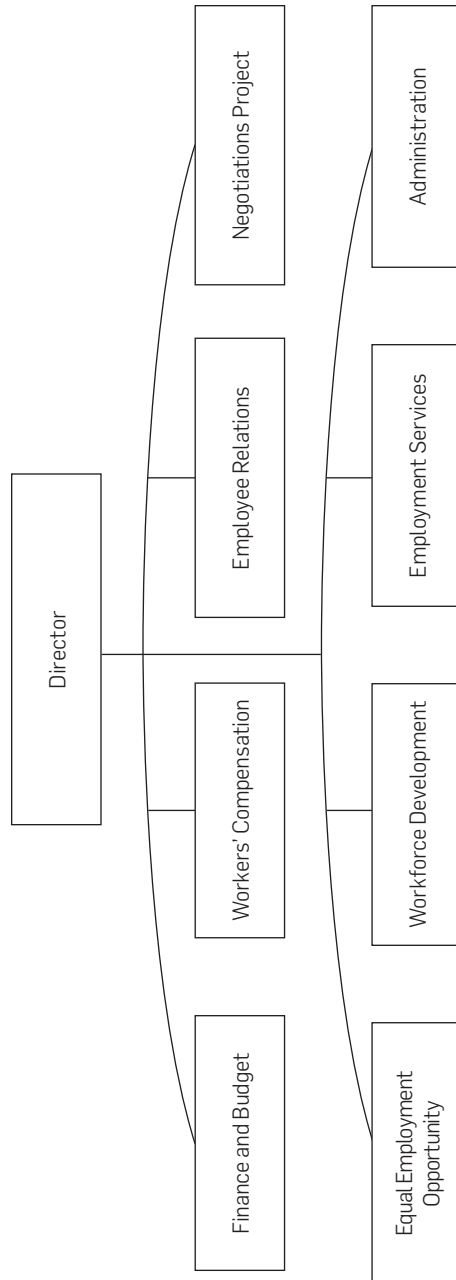 Director
Finance and Budget
Workers' Compensation
Employee Relations
Negotiations Project
Equal Employment
Opportunity
Workforce Development
Employment Services
Administration